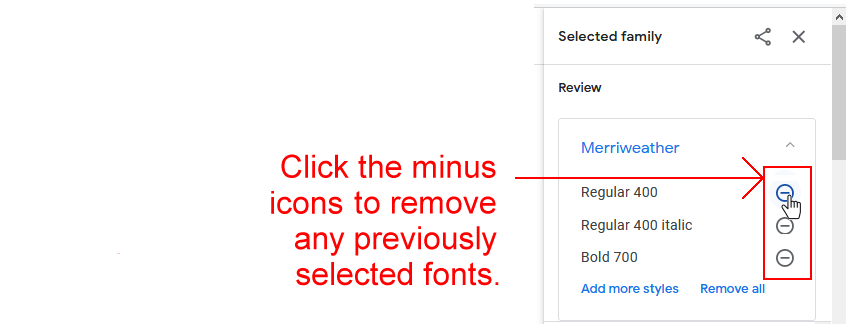 Selected family
Review
Merriweather
Click the minus
icons to remove
any previously
selected fonts.
Regular 400
Regular 400 italic
Bold 700
Add more styles Remove all